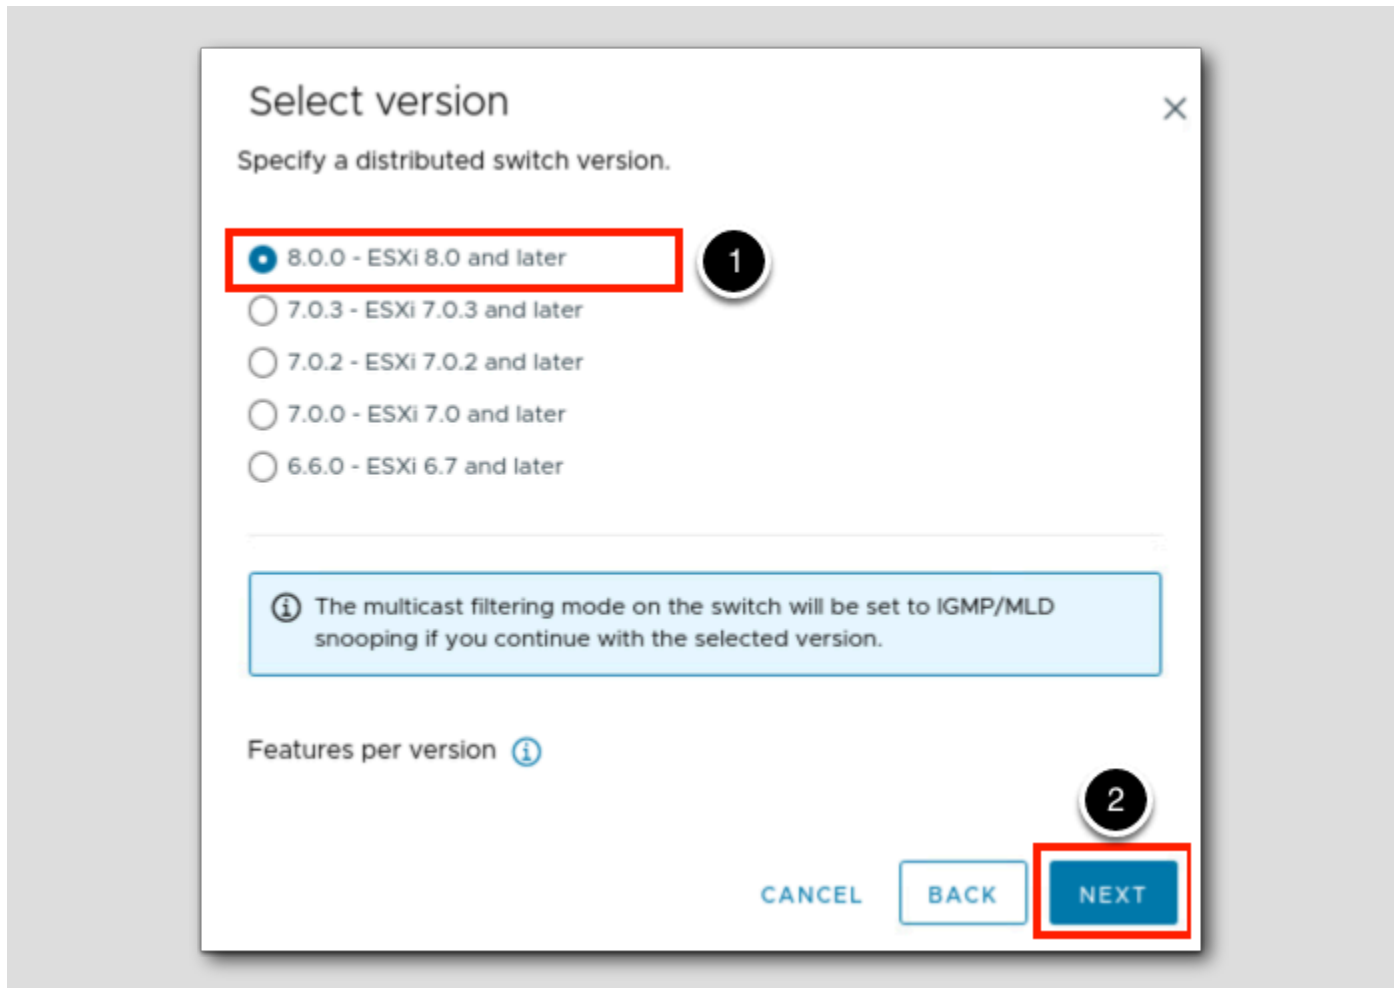 Select version
Specify a distributed switch version.
8.0.0 - ESXi 8.0 and later
1
7.0.3 - ESXi 7.0.3 and later
7.0.2 - ESXi 7.0.2 and later
7.0.0 - ESXi 7.0 and later
6.6.0 - ESXi 6.7 and later
The multicast filtering mode on the switch will be set to IGMP/MLD
snooping if you continue with the selected version.
Features per version
2
CANCEL BACK NEXT